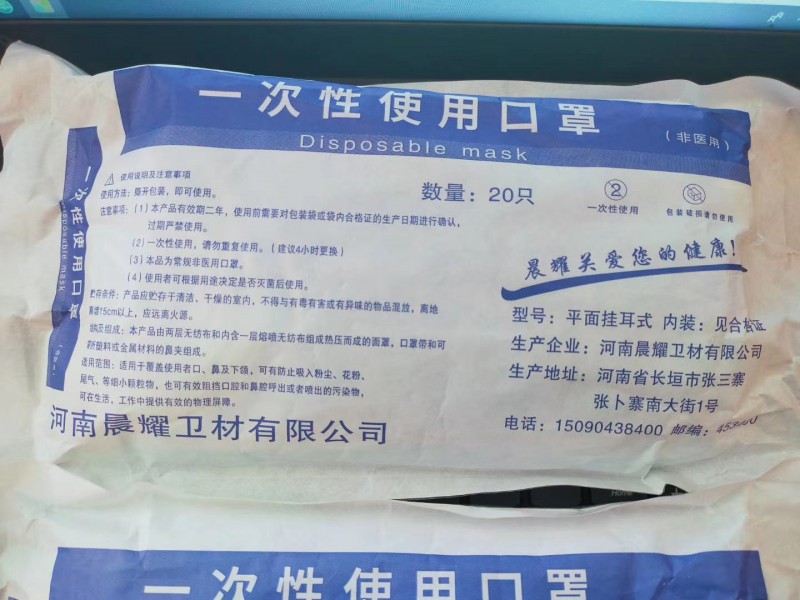 一次性使用口罩
Disposable mask
(非医用)
使用说明及注意事项
使用方法：撕开包装，即可使用。
注意事项：(1)本产品有效期二年，使用前需要对包装袋或袋内合格证的生产日期进行确认，
过期严禁使用。
(2)一次性使用，请勿重复使用。(建议4小时更换)
(3)本品为常规非医用口罩。
(4)使用者可根据用途决定是否灭菌后使用。
贮存条件：产品应贮存于清洁、干燥的室内，不得与有毒有害或有异味的物品混放，离地
15cm以上，应远离火源。
及组成：本产品由两层无纺布和内含一层熔喷无纺布组成热压而成的面罩，口罩带和可
塑料或金属材料的鼻夹组成。
适用范围：适用于覆盖使用者口、鼻及下颌，可有防止吸入粉尘、花粉、
尾气、等细小颗粒物，也可有效阻挡口腔和鼻腔呼出或者喷出的污染物，
可在生活、工作中提供有效的物理屏障。
河南晨耀卫材有限公司
数量：20只
2
一次性使用
包装破损请勿使用
晨耀关爱您的健康！
型号：平面挂耳式 内装：见合格证
生产企业：河南晨耀卫材有限公司
生产地址：河南省长垣市张三寨
张卜寨南大街1号
电话：15090438400 邮编：
一次性使用口罩
Disposable mask
一次性使用口罩
Home